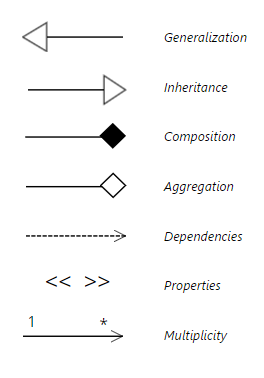 Generalization
Inheritance
Composition
Aggregation
Dependencies
<< >> Properties
1 *
Multiplicity